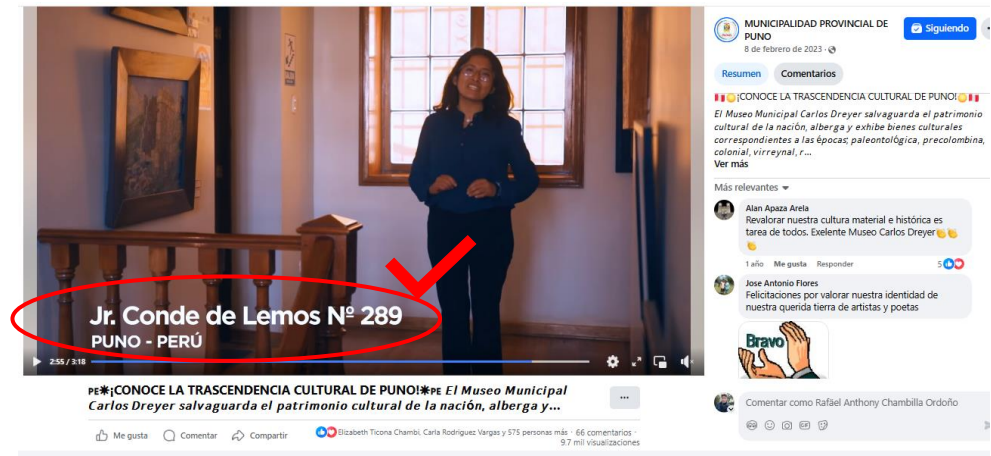 Jr. Conde de Lemos Nº 289
PUNO - PERÚ
2:55 / 3:18
PE☀¡CONOCE LA TRASCENDENCIA CULTURAL DE PUNO!☀PE El Museo Municipal
Carlos Dreyer salvaguarda el patrimonio cultural de la nación, alberga y...
Me gusta Comentar Compartir
Elizabeth Ticona Chambi, Carla Rodríguez Vargas y 575 personas más · 66 comentarios ·
9.7 mil visualizaciones
MUNICIPALIDAD PROVINCIAL DE
PUNO
Siguiendo
8 de febrero de 2023 ·
Resumen Comentarios
¡CONOCE LA TRASCENDENCIA CULTURAL DE PUNO!
El Museo Municipal Carlos Dreyer salvaguarda el patrimonio
cultural de la nación, alberga y exhibe bienes culturales
correspondientes a las épocas; paleontológica, precolombina,
colonial, virreynal, r...
Ver más
Más relevantes
Alan Apaza Arela
Revalorar nuestra cultura material e histórica es
tarea de todos. Exelente Museo Carlos Dreyer👏👏
👏
1 año Me gusta Responder 5
Jose Antonio Flores
Felicitaciones por valorar nuestra identidad de
nuestra querida tierra de artistas y poetas
Bravo
Comentar como Rafäel Anthony Chambilla Ordoño
GIF